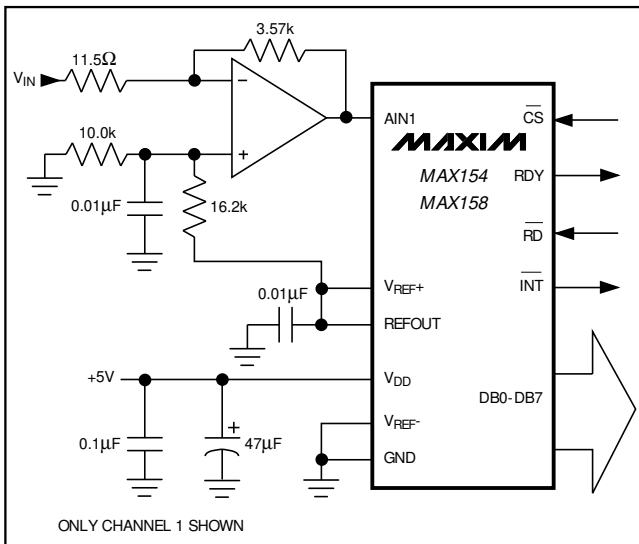 3.57k
11.5Ω
VIN
−
+
10.0k
0.01µF
16.2k
0.01µF
+5V
0.1µF
+
47µF
AIN1
MAXIM
MAX154
MAX158
CS
RDY
RD
INT
VREF+
REFOUT
VDD
DB0-DB7
VREF-
GND
ONLY CHANNEL 1 SHOWN